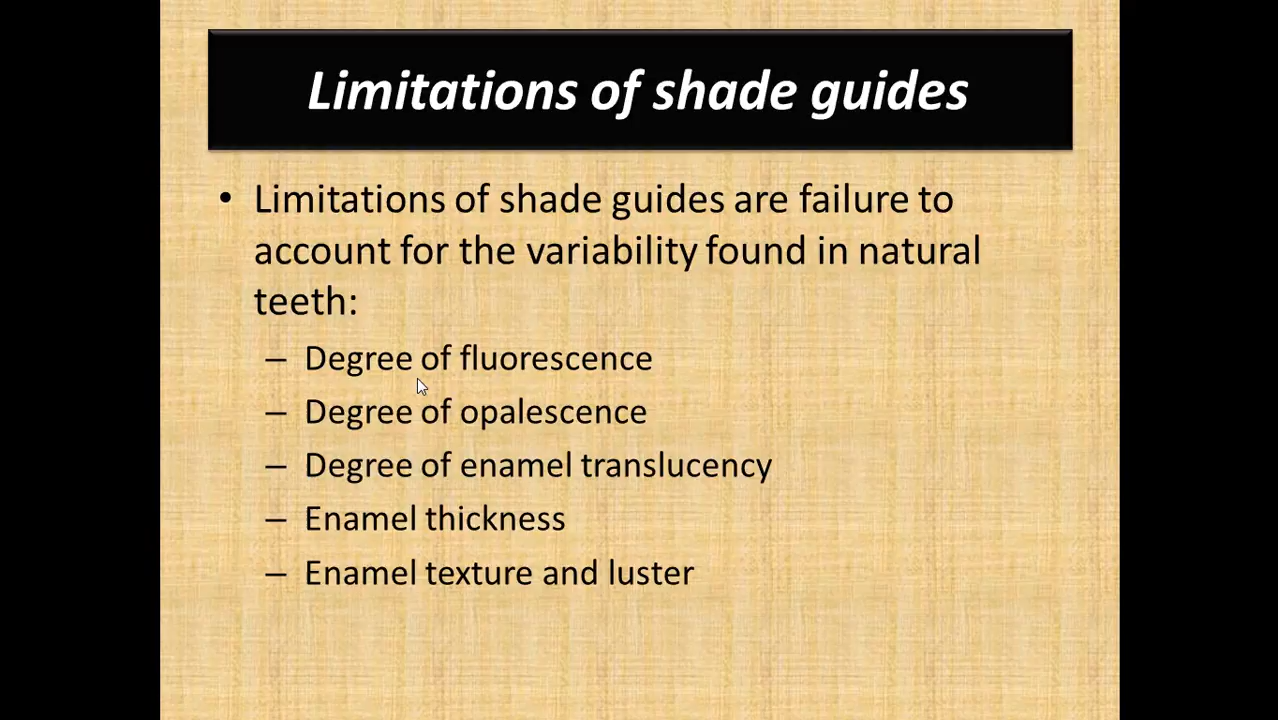 Limitations of shade guides
• Limitations of shade guides are failure to
account for the variability found in natural
teeth:
– Degree of fluorescence
– Degree of opalescence
– Degree of enamel translucency
– Enamel thickness
– Enamel texture and luster